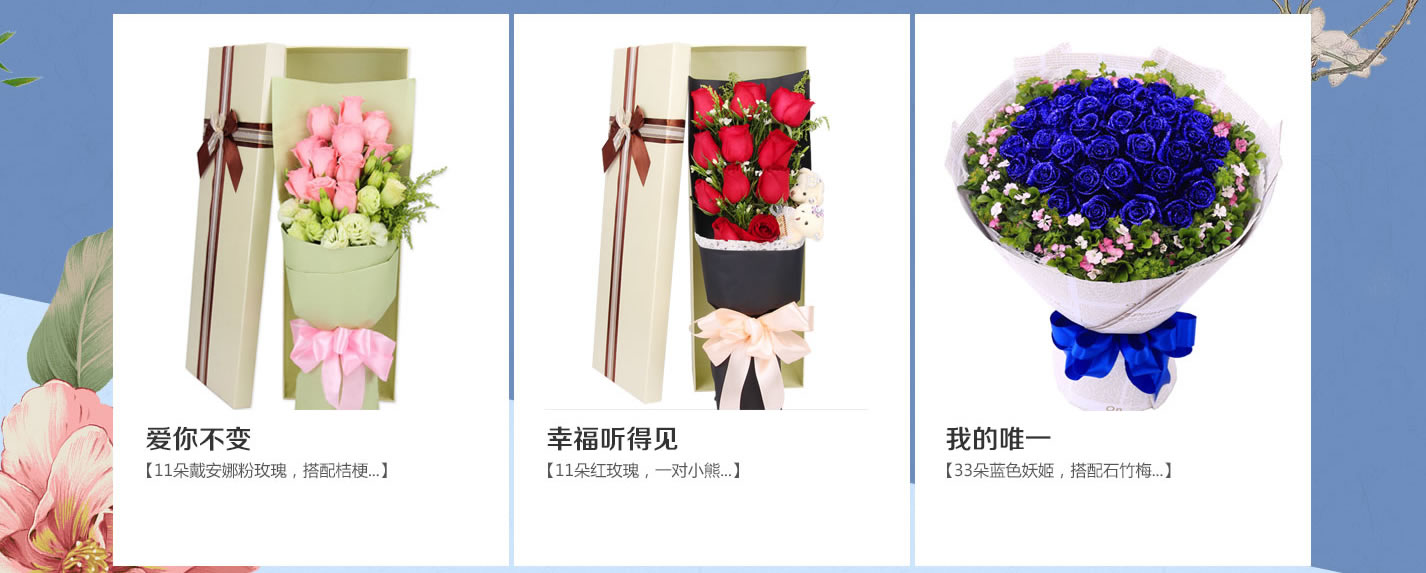 爱你不变
【11朵戴安娜粉玫瑰，搭配桔梗...】
幸福听得见
【11朵红玫瑰，一对小熊...】
我的唯一
【33朵蓝色妖姬，搭配石竹梅...】